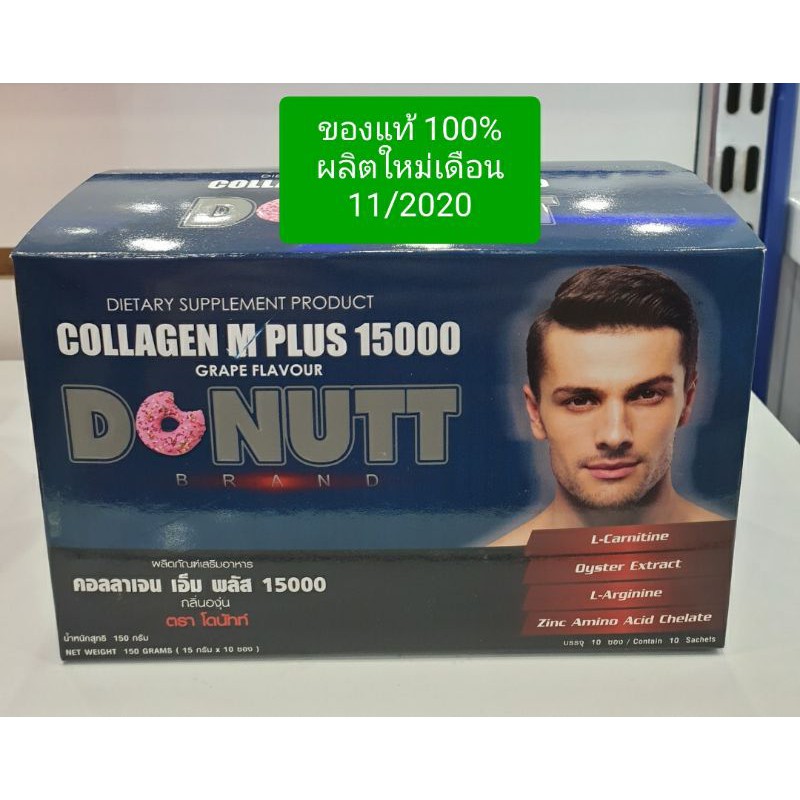 ของแท้ 100%
ผลิตใหม่เดือน
11/2020
DIETARY SUPPLEMENT PRODUCT
COLLAGEN M PLUS 15000
GRAPE FLAVOUR
DONUTT
BRAND
L-Carnitine
Oyster Extract
L-Arginine
Zinc Amino Acid Chelate
ผลิตภัณฑ์เสริมอาหาร
คอลลาเจน เอ็ม พลัส 15000
กลิ่นองุ่น
ตรา โดนัทท์
น้ำหนักสุทธิ 150 กรัม
NET WEIGHT 150 GRAMS ( 15 กรัม x 10 ซอง )
บรรจุ 10 ซอง / Contain 10 Sachets